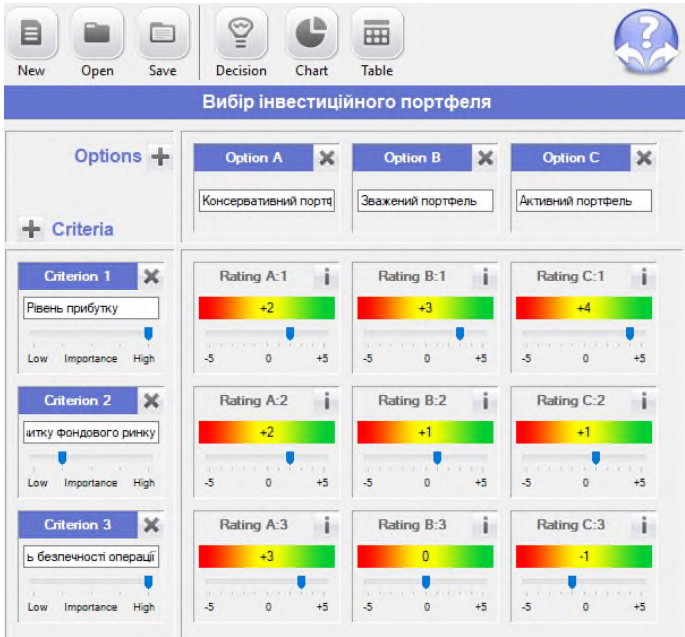 New Open Save Decision Chart Table
Вибір інвестиційного портфеля
Options
Option A Option B Option C
Консервативний портф Зважений портфель Активний портфель
Criteria
Criterion 1 Rating A:1 Rating B:1 Rating C:1
Рівень прибутку +2 +3 +4
Low Importance High -5 0 +5 -5 0 +5 -5 0 +5
Criterion 2 Rating A:2 Rating B:2 Rating C:2
итку фондового ринку +2 +1 +1
Low Importance High -5 0 +5 -5 0 +5 -5 0 +5
Criterion 3 Rating A:3 Rating B:3 Rating C:3
ь безпечності операції +3 0 -1
Low Importance High -5 0 +5 -5 0 +5 -5 0 +5